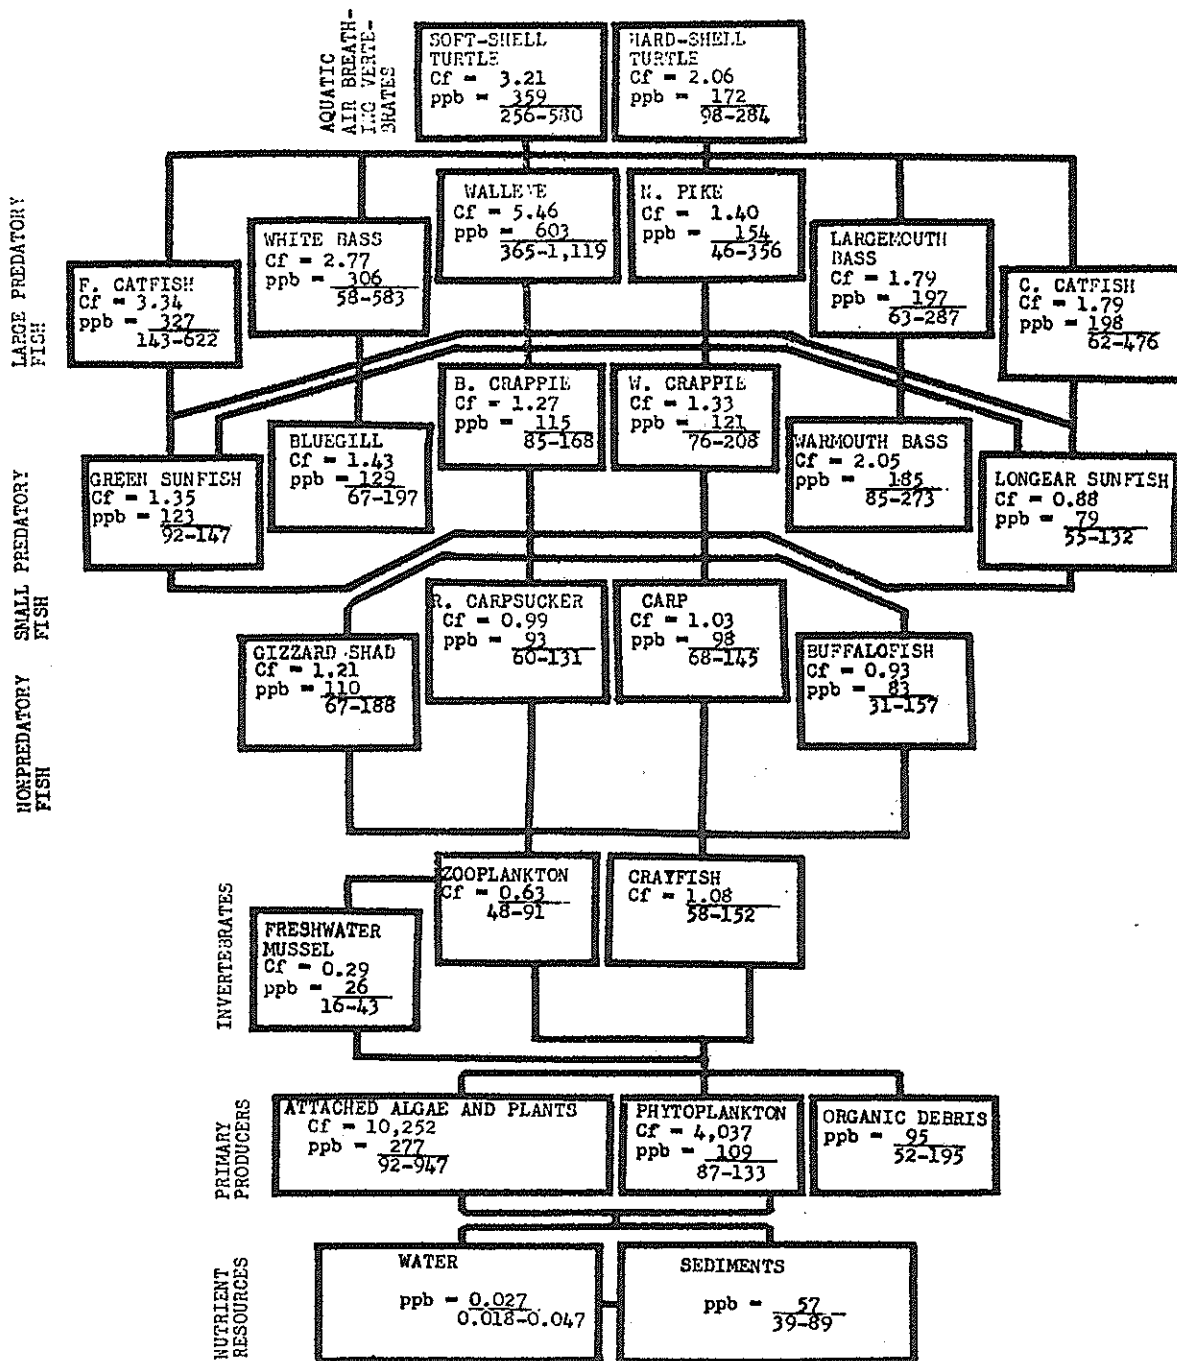 AQUATIC
AIR BREATH-
ING VERTE-
BRATES
SOFT-SHELL
TURTLE
Cf = 3.21
ppb = 359
256-580
HARD-SHELL
TURTLE
Cf = 2.06
ppb = 172
98-284
LARGE PREDATORY
FISH
F. CATFISH
Cf = 3.34
ppb = 327
143-622
WHITE BASS
Cf = 2.77
ppb = 306
58-583
WALLEYE
Cf = 5.46
ppb = 603
365-1,119
N. PIKE
Cf = 1.40
ppb = 154
46-356
LARGEMOUTH
BASS
Cf = 1.79
ppb = 197
63-287
C. CATFISH
Cf = 1.79
ppb = 198
62-476
SMALL PREDATORY
FISH
GREEN SUNFISH
Cf = 1.35
ppb = 123
92-147
BLUEGILL
Cf = 1.43
ppb = 129
67-197
B. CRAPPIE
Cf = 1.27
ppb = 115
85-168
W. CRAPPIE
Cf = 1.33
ppb = 121
76-208
WARMOUTH BASS
Cf = 2.05
ppb = 185
85-273
LONGEAR SUNFISH
Cf = 0.88
ppb = 79
55-132
NONPREDATORY
FISH
GIZZARD SHAD
Cf = 1.21
ppb = 110
67-188
R. CARPSUCKER
Cf = 0.99
ppb = 93
60-131
CARP
Cf = 1.03
ppb = 98
68-145
BUFFALOFISH
Cf = 0.93
ppb = 83
31-157
INVERTEBRATES
FRESHWATER
MUSSEL
Cf = 0.29
ppb = 26
16-43
ZOOPLANKTON
Cf = 0.63
48-91
CRAYFISH
Cf = 1.08
58-152
PRIMARY
PRODUCERS
ATTACHED ALGAE AND PLANTS
Cf = 10,252
ppb = 277
92-947
PHYTOPLANKTON
Cf = 4,037
ppb = 109
87-133
ORGANIC DEBRIS
ppb = 95
52-195
NUTRIENT
RESOURCES
WATER
ppb = 0.027
0.018-0.047
SEDIMENTS
ppb = 57
39-89